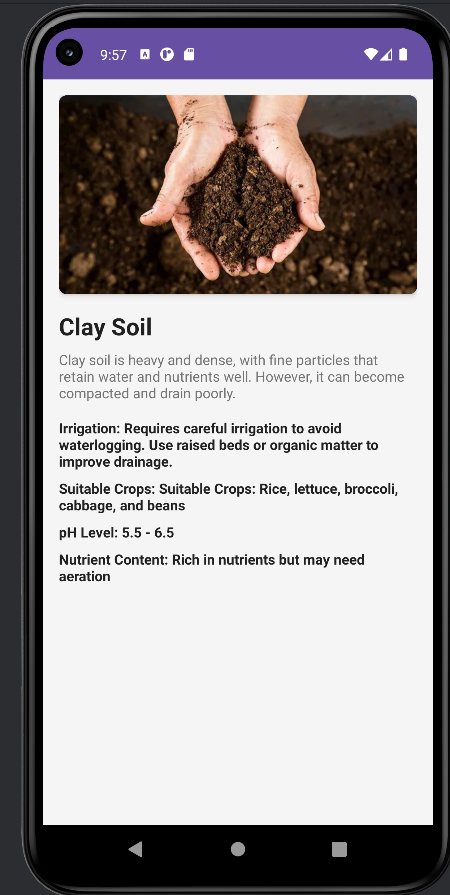 9:57
Clay Soil
Clay soil is heavy and dense, with fine particles that
retain water and nutrients well. However, it can become
compacted and drain poorly.
Irrigation: Requires careful irrigation to avoid
waterlogging. Use raised beds or organic matter to
improve drainage.
Suitable Crops: Suitable Crops: Rice, lettuce, broccoli,
cabbage, and beans
pH Level: 5.5 - 6.5
Nutrient Content: Rich in nutrients but may need
aeration